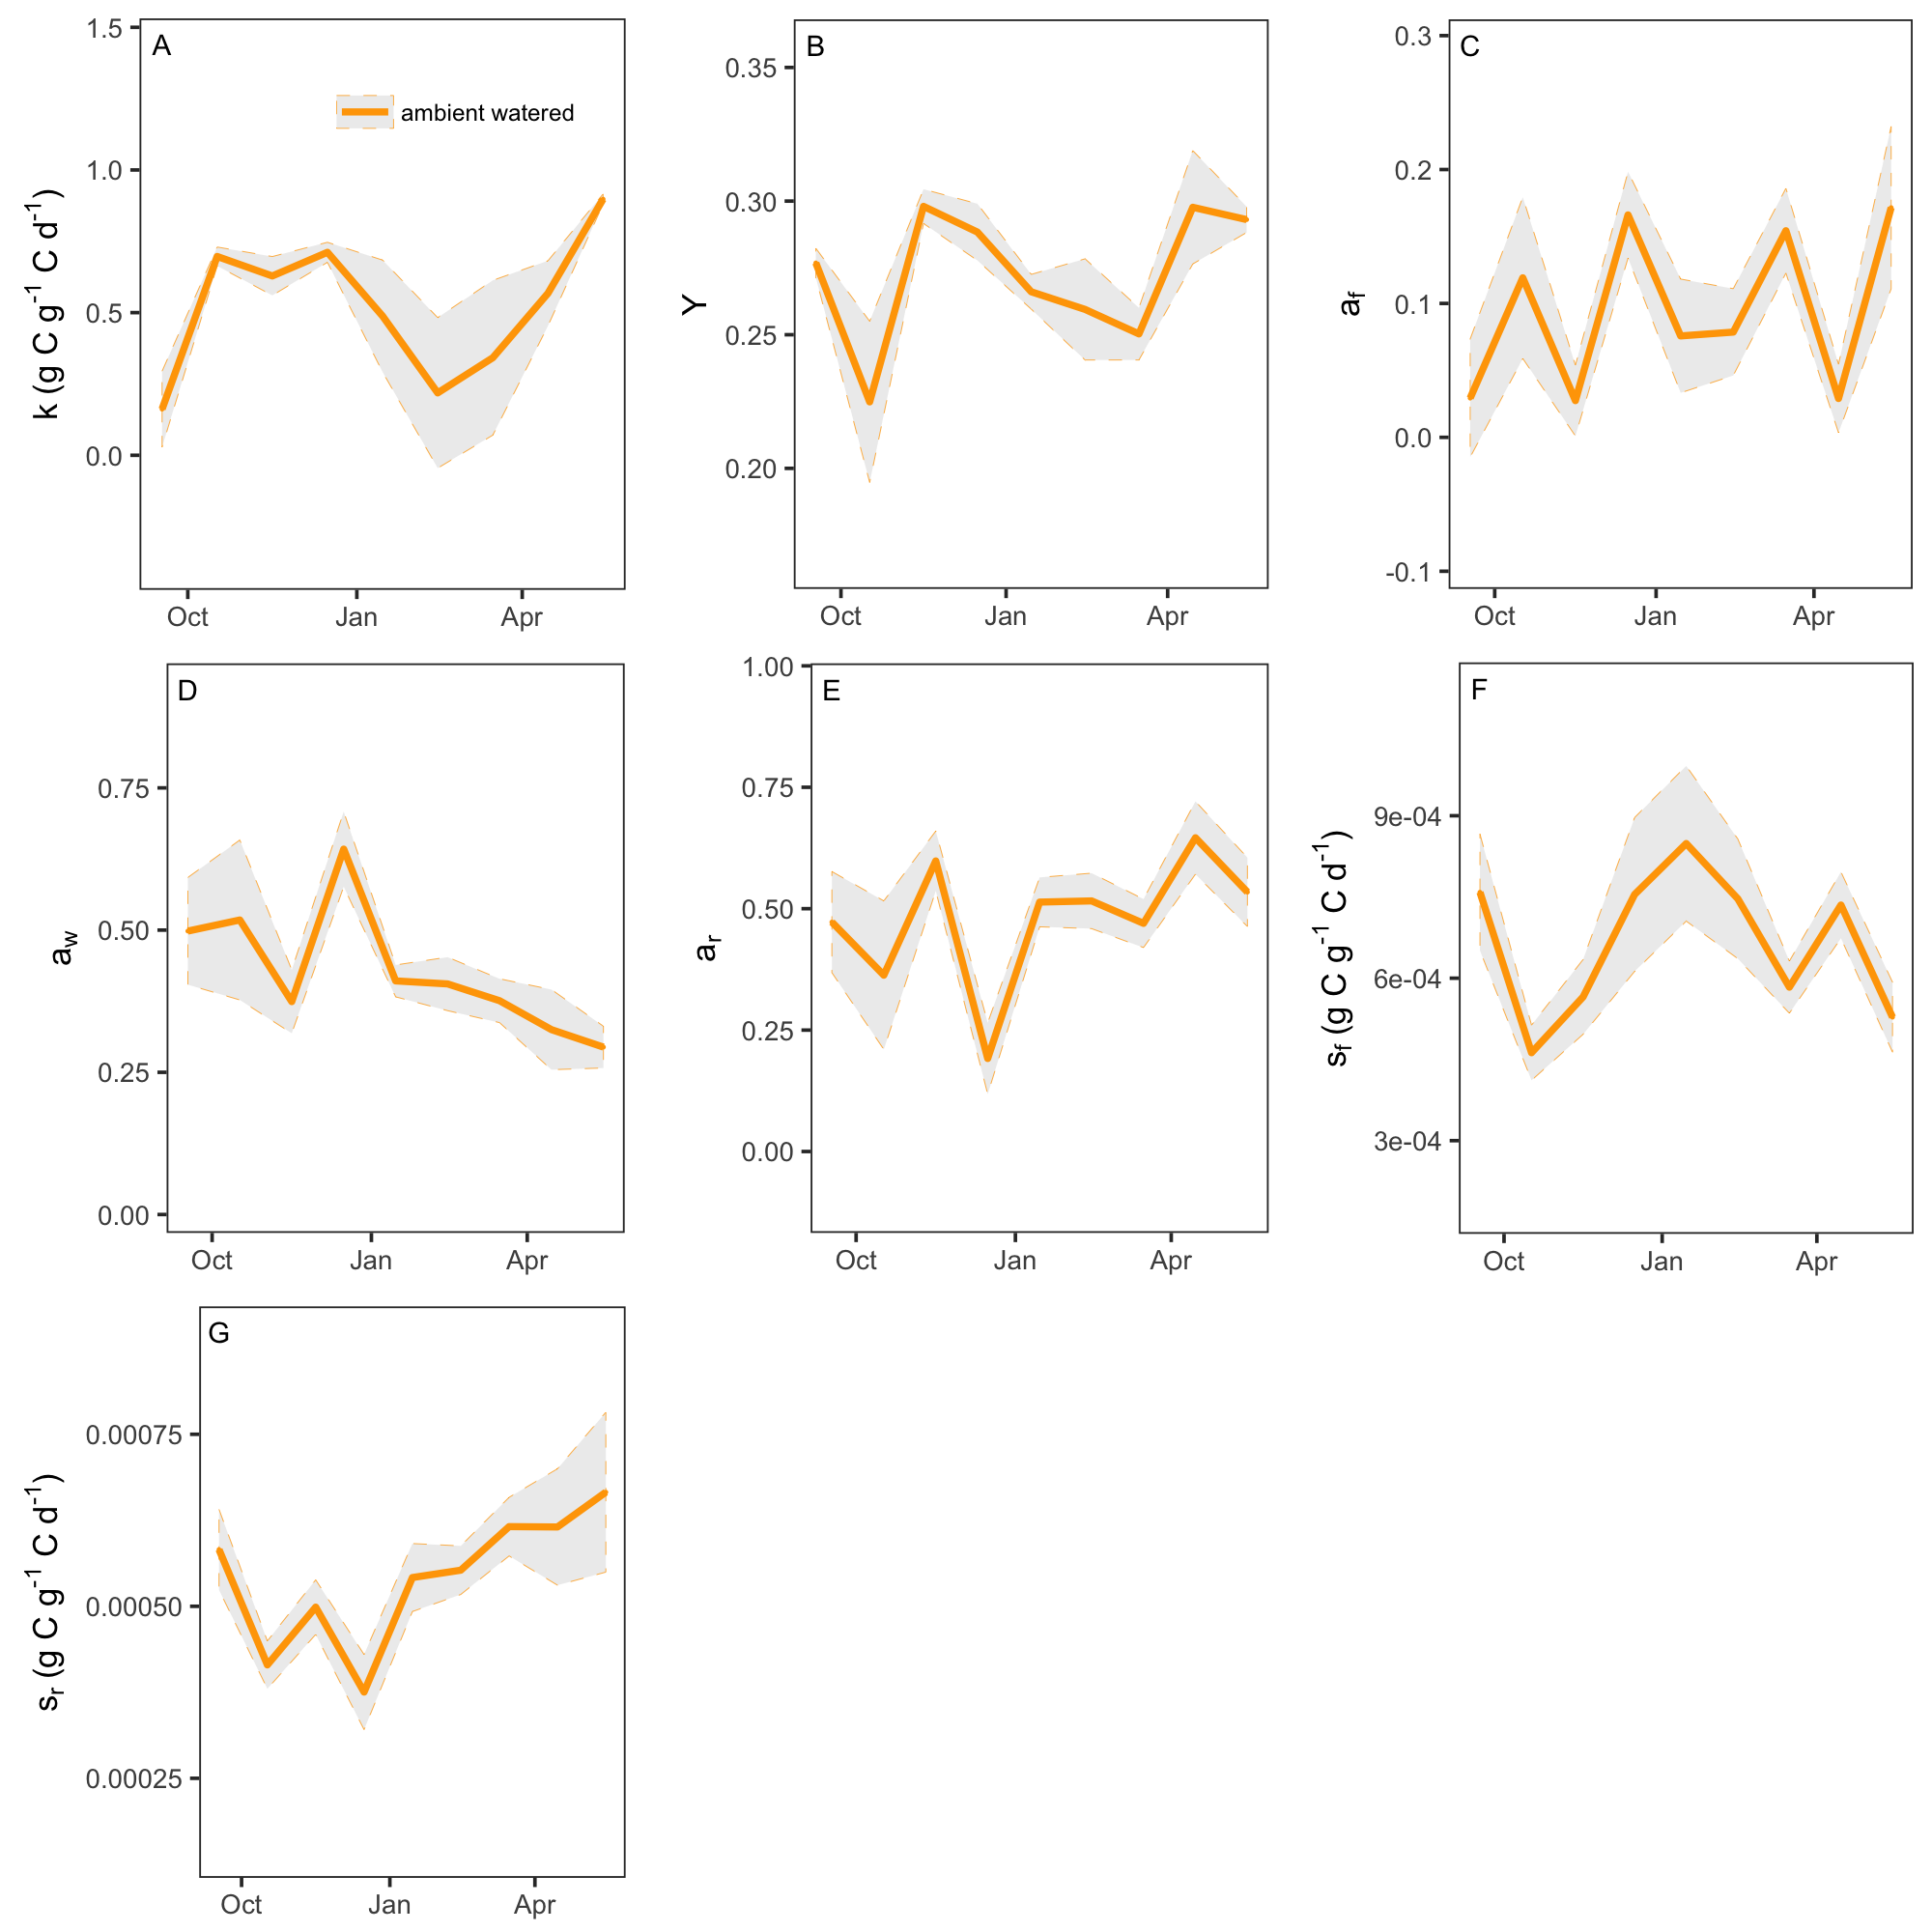 A
ambient watered
1.5
1.0
0.5
0.0
k (g C g⁻¹ C d⁻¹)
Oct Jan Apr
B
0.35
0.30
0.25
0.20
Y
Oct Jan Apr
C
0.3
0.2
0.1
0.0
-0.1
af
Oct Jan Apr
D
0.75
0.50
0.25
0.00
aw
Oct Jan Apr
E
1.00
0.75
0.50
0.25
0.00
ar
Oct Jan Apr
F
9e-04
6e-04
3e-04
sf (g C g⁻¹ C d⁻¹)
Oct Jan Apr
G
0.00075
0.00050
0.00025
sr (g C g⁻¹ C d⁻¹)
Oct Jan Apr